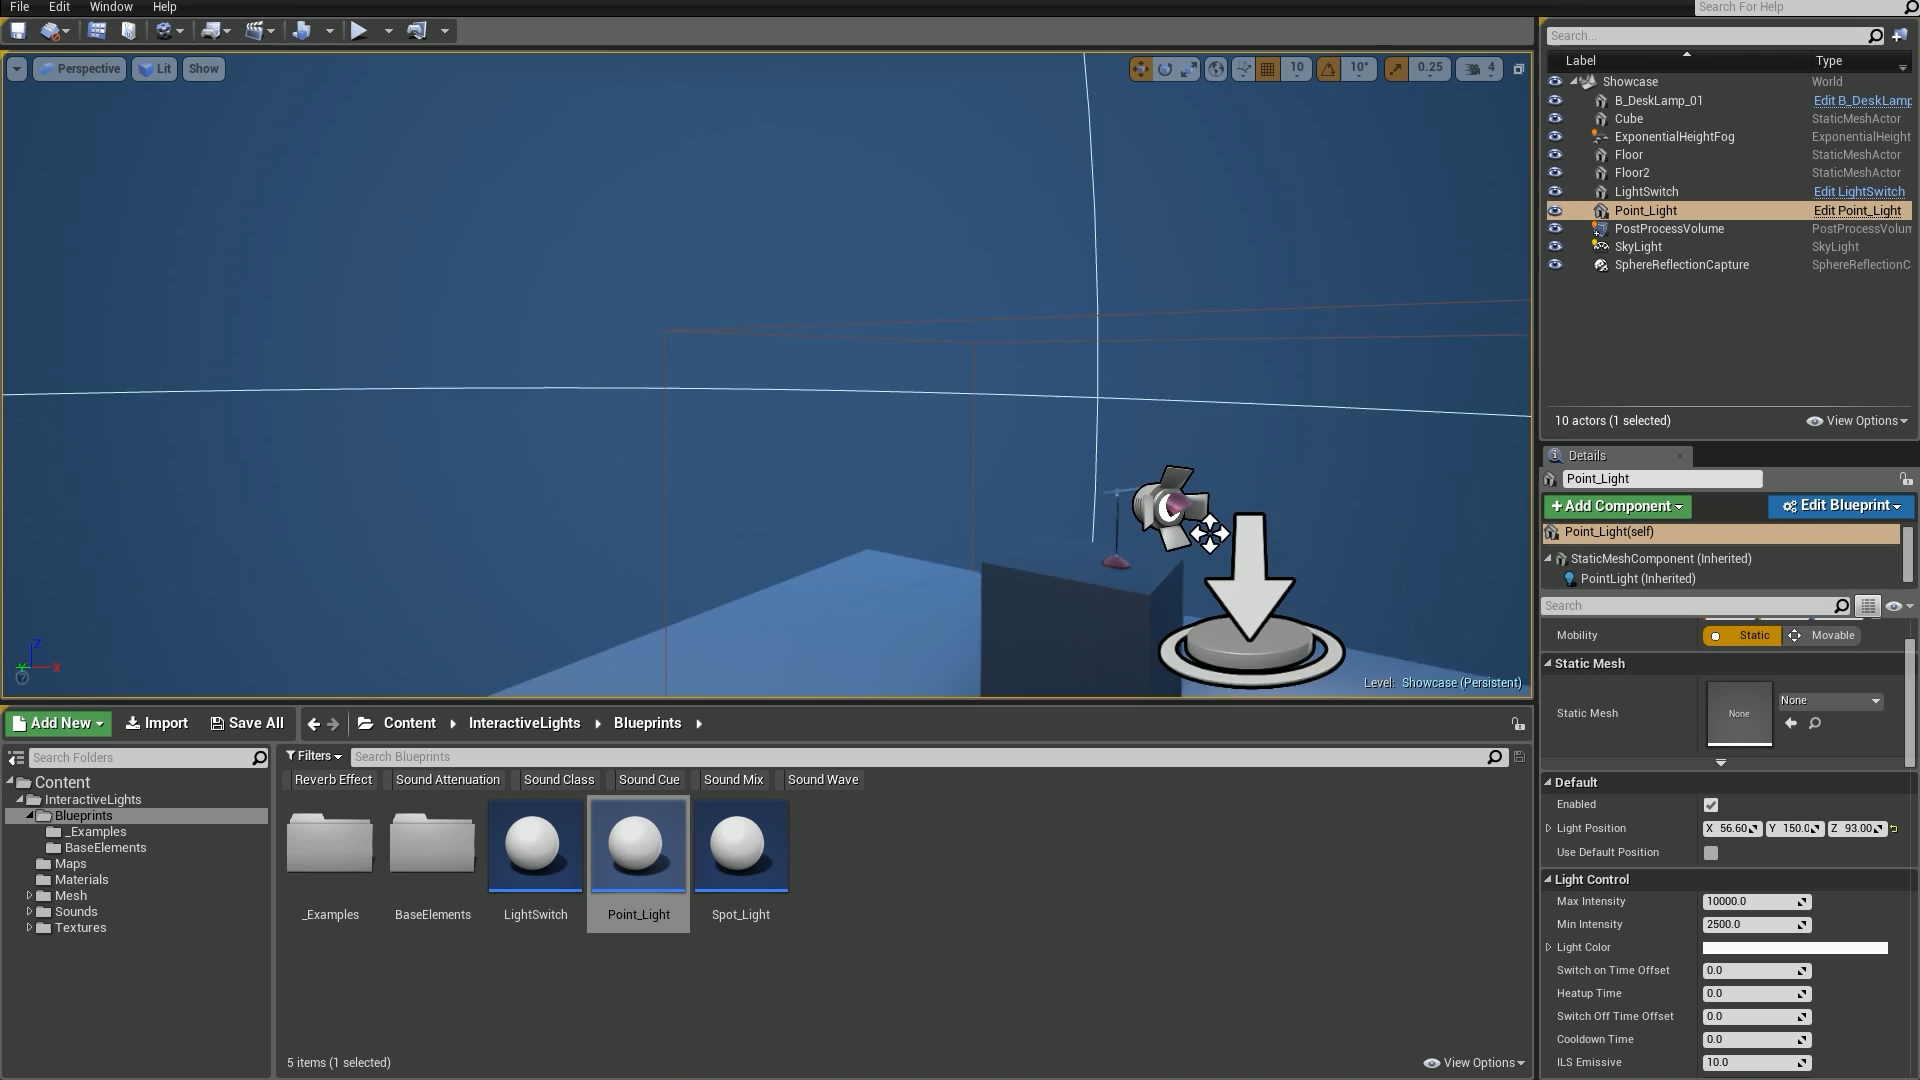 File Edit Window Help
Search For Help
Perspective Lit Show
10 10° 0.25 4
Level: Showcase (Persistent)
Search...
Label Type
Showcase World
B_DeskLamp_01 Edit B_DeskLamp
Cube StaticMeshActor
ExponentialHeightFog ExponentialHeight
Floor StaticMeshActor
Floor2 StaticMeshActor
LightSwitch Edit LightSwitch
Point_Light Edit Point_Light
PostProcessVolume PostProcessVolum
SkyLight SkyLight
SphereReflectionCapture SphereReflectionC
10 actors (1 selected) View Options
Details
Point_Light
Add Component Edit Blueprint
Point_Light(self)
StaticMeshComponent (Inherited)
PointLight (Inherited)
Search
Mobility Static Movable
Static Mesh
Static Mesh None None
Default
Enabled
Light Position X 56.60 Y 150.0 Z 93.00
Use Default Position
Light Control
Max Intensity 10000.0
Min Intensity 2500.0
Light Color
Switch on Time Offset 0.0
Heatup Time 0.0
Switch Off Time Offset 0.0
Cooldown Time 0.0
ILS Emissive 10.0
Add New Import Save All Content InteractiveLights Blueprints
Search Folders
Content
InteractiveLights
Blueprints
_Examples
BaseElements
Maps
Materials
Mesh
Sounds
Textures
Filters Search Blueprints
Reverb Effect Sound Attenuation Sound Class Sound Cue Sound Mix Sound Wave
_Examples BaseElements LightSwitch Point_Light Spot_Light
5 items (1 selected) View Options